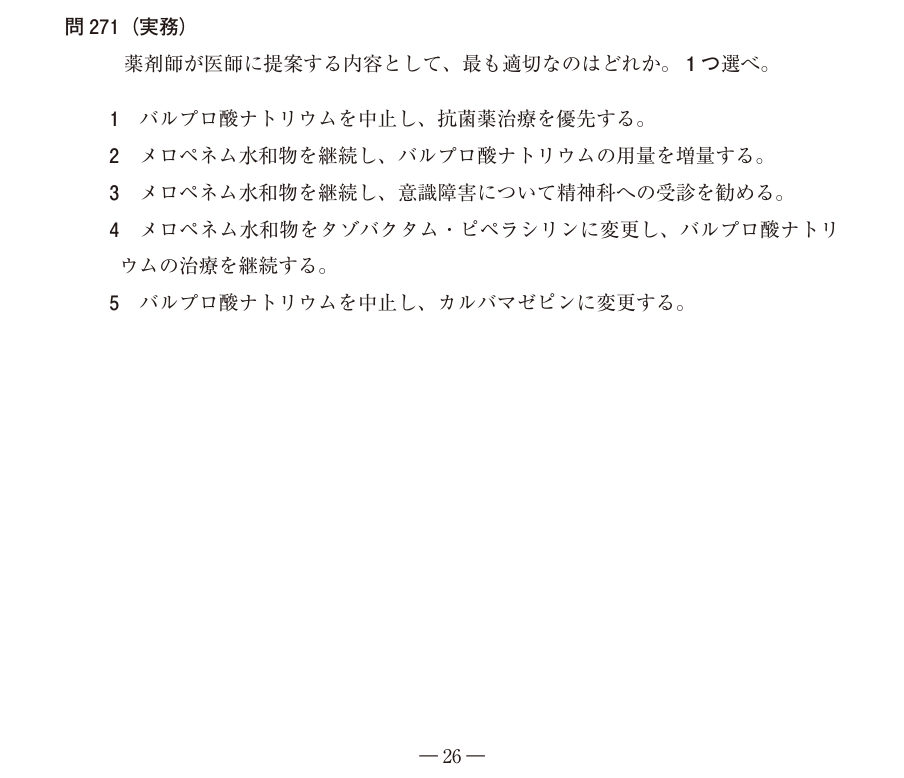 問 271（実務）
薬剤師が医師に提案する内容として、最も適切なのはどれか。1つ選べ。
1　バルプロ酸ナトリウムを中止し、抗菌薬治療を優先する。
2　メロペネム水和物を継続し、バルプロ酸ナトリウムの用量を増量する。
3　メロペネム水和物を継続し、意識障害について精神科への受診を勧める。
4　メロペネム水和物をタゾバクタム・ピペラシリンに変更し、バルプロ酸ナトリ
ウムの治療を継続する。
5　バルプロ酸ナトリウムを中止し、カルバマゼピンに変更する。
― 26 ―